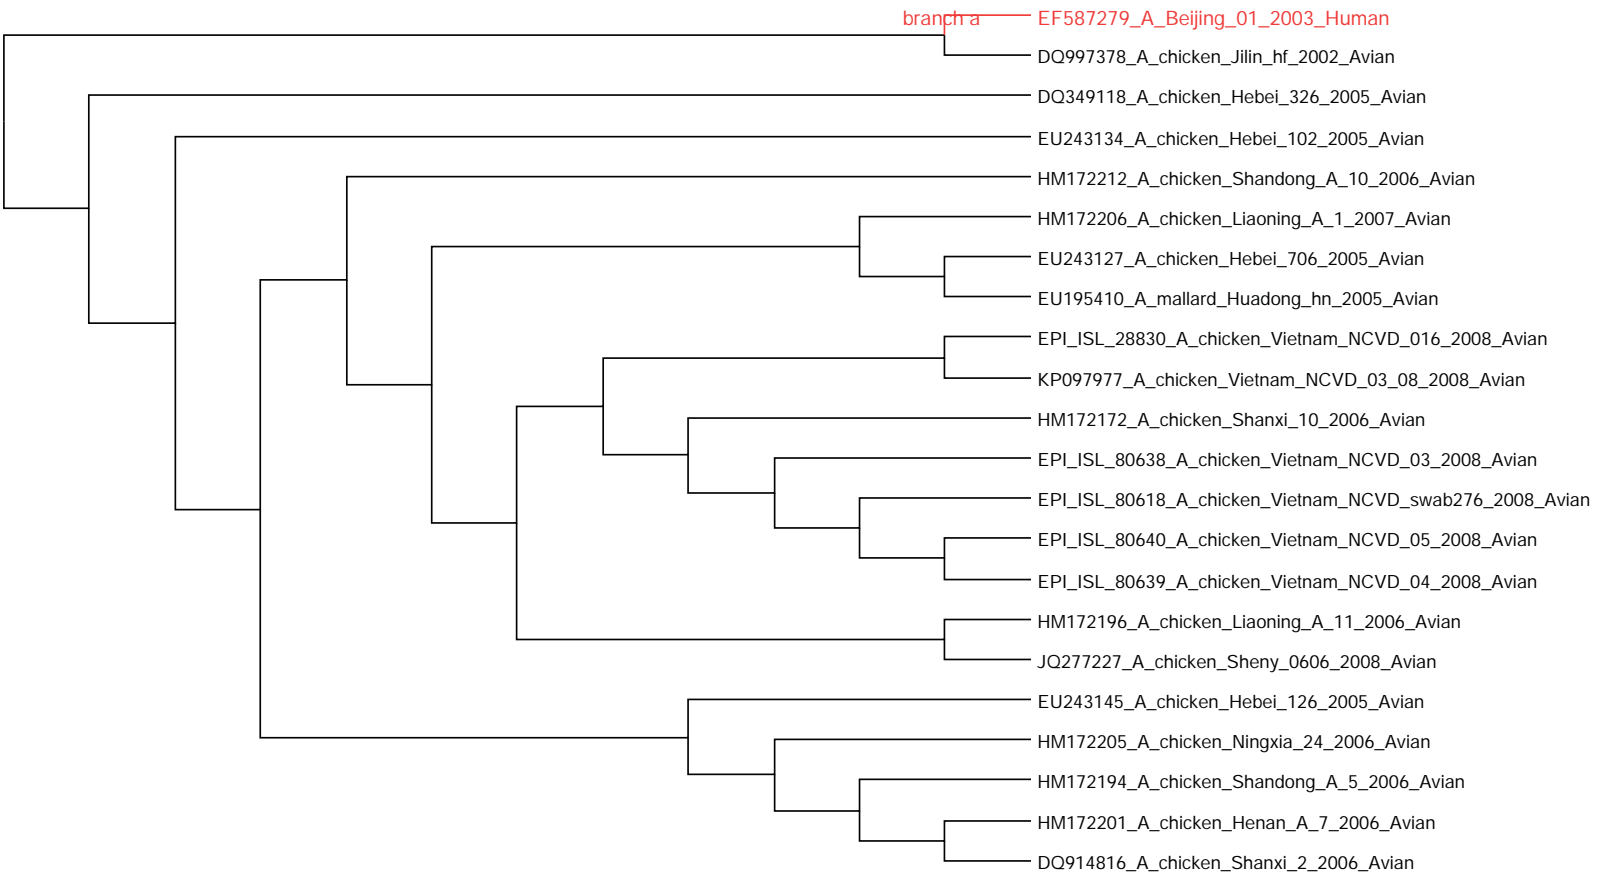 branch a
EF587279_A_Beijing_01_2003_Human
DQ997378_A_chicken_Jilin_hf_2002_Avian
DQ349118_A_chicken_Hebei_326_2005_Avian
EU243134_A_chicken_Hebei_102_2005_Avian
HM172212_A_chicken_Shandong_A_10_2006_Avian
HM172206_A_chicken_Liaoning_A_1_2007_Avian
EU243127_A_chicken_Hebei_706_2005_Avian
EU195410_A_mallard_Huadong_hn_2005_Avian
EPI_ISL_28830_A_chicken_Vietnam_NCVD_016_2008_Avian
KP097977_A_chicken_Vietnam_NCVD_03_08_2008_Avian
HM172172_A_chicken_Shanxi_10_2006_Avian
EPI_ISL_80638_A_chicken_Vietnam_NCVD_03_2008_Avian
EPI_ISL_80618_A_chicken_Vietnam_NCVD_swab276_2008_Avian
EPI_ISL_80640_A_chicken_Vietnam_NCVD_05_2008_Avian
EPI_ISL_80639_A_chicken_Vietnam_NCVD_04_2008_Avian
HM172196_A_chicken_Liaoning_A_11_2006_Avian
JQ277227_A_chicken_Sheny_0606_2008_Avian
EU243145_A_chicken_Hebei_126_2005_Avian
HM172205_A_chicken_Ningxia_24_2006_Avian
HM172194_A_chicken_Shandong_A_5_2006_Avian
HM172201_A_chicken_Henan_A_7_2006_Avian
DQ914816_A_chicken_Shanxi_2_2006_Avian